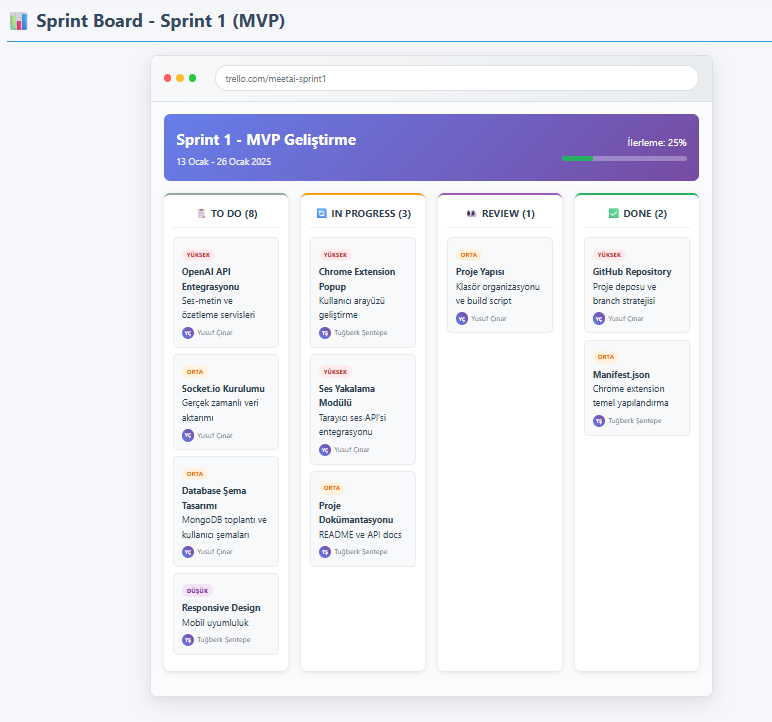 Sprint Board - Sprint 1 (MVP)
trello.com/meetai-sprint1
Sprint 1 - MVP Geliştirme
13 Ocak - 26 Ocak 2025
İlerleme: 25%
TO DO (8)
YÜKSEK
OpenAI API
Entegrasyonu
Ses-metin ve
özetleme servisleri
YÇ Yusuf Çınar
ORTA
Socket.io Kurulumu
Gerçek zamanlı veri
aktarımı
YÇ Yusuf Çınar
ORTA
Database Şema
Tasarımı
MongoDB toplantı ve
kullanıcı şemaları
YÇ Yusuf Çınar
DÜŞÜK
Responsive Design
Mobil uyumluluk
TŞ Tuğberk Şentepe
IN PROGRESS (3)
YÜKSEK
Chrome Extension
Popup
Kullanıcı arayüzü
geliştirme
TŞ Tuğberk Şentepe
YÜKSEK
Ses Yakalama
Modülü
Tarayıcı ses API'si
entegrasyonu
YÇ Yusuf Çınar
ORTA
Proje
Dokümantasyonu
README ve API docs
TŞ Tuğberk Şentepe
REVIEW (1)
ORTA
Proje Yapısı
Klasör organizasyonu
ve build script
YÇ Yusuf Çınar
DONE (2)
YÜKSEK
GitHub Repository
Proje deposu ve
branch stratejisi
YÇ Yusuf Çınar
ORTA
Manifest.json
Chrome extension
temel yapılandırma
TŞ Tuğberk Şentepe